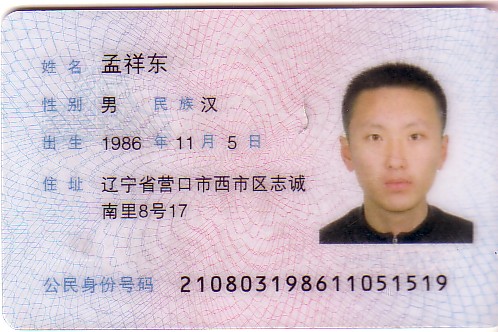 姓名 孟祥东
性别 男 民族 汉
出生 1986 年 11 月 5 日
住址 辽宁省营口市西市区志诚
南里8号17
公民身份号码 210803198611051519